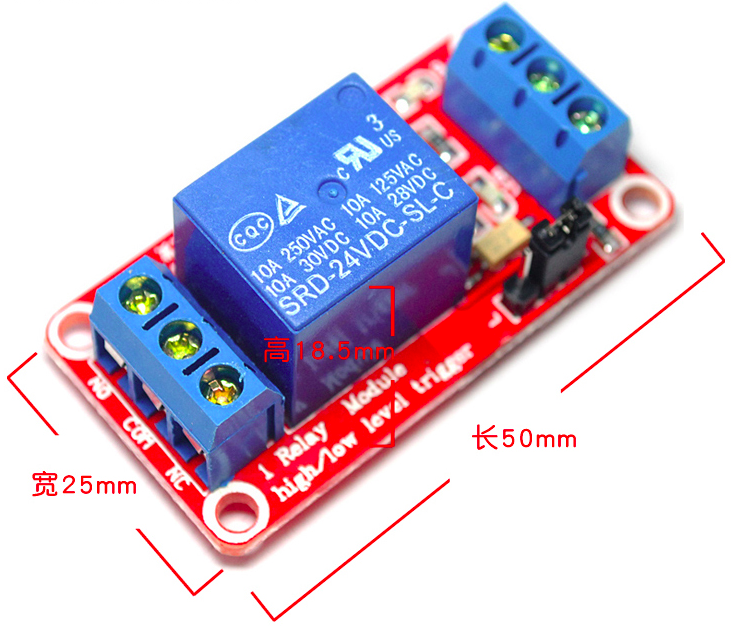 3
c US
CQC
10A 250VAC 10A 125VAC
10A 30VDC 10A 28VDC
SRD-24VDC-SL-C
高18.5mm
NO
COM
NC
1 Relay Module
high/low level trigger
长50mm
宽25mm